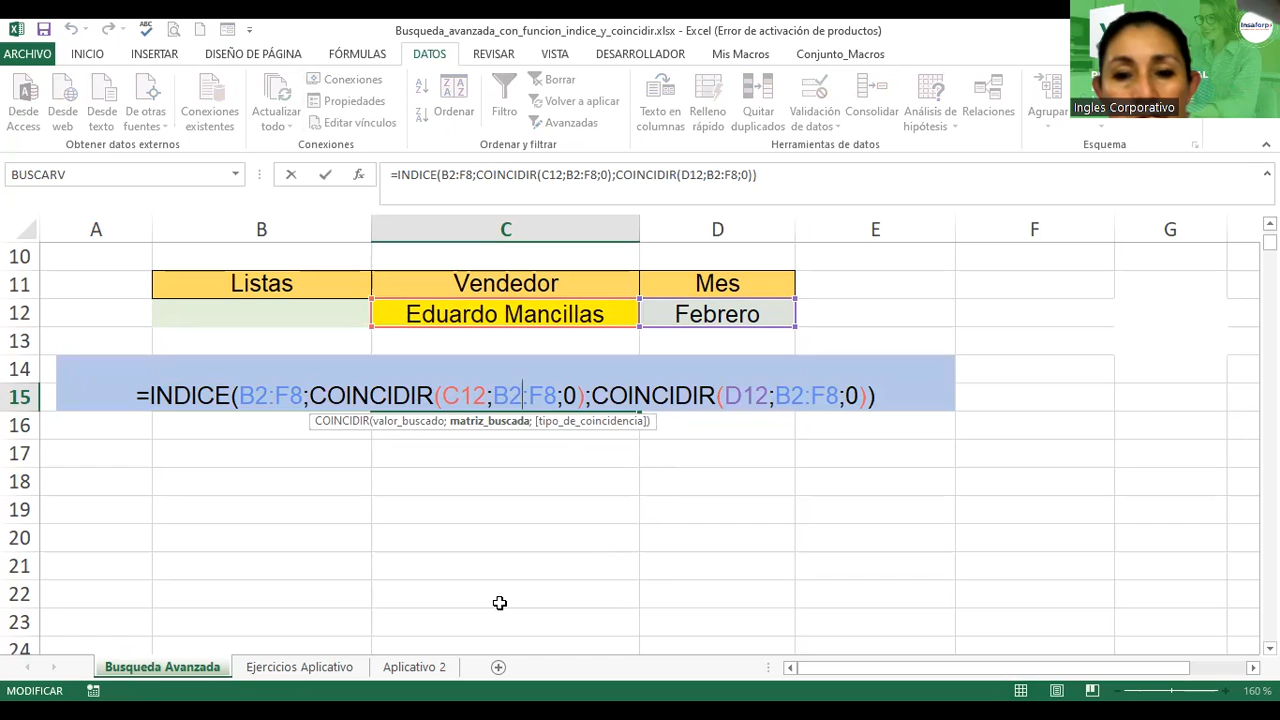 Busqueda_avanzada_con_funcion_indice_y_coincidir.xlsx - Excel (Error de activación de productos)
ARCHIVO INICIO INSERTAR DISEÑO DE PÁGINA FÓRMULAS DATOS REVISAR VISTA DESARROLLADOR Mis Macros Conjunto_Macros
Ingles Corporativo
Insaforp
Desde Access
Desde web
Desde texto
De otras fuentes
Conexiones existentes
Actualizar todo
Conexiones
Propiedades
Editar vínculos
Ordenar
Filtro
Borrar
Volver a aplicar
Avanzadas
Texto en columnas
Relleno rápido
Quitar duplicados
Validación de datos
Consolidar
Análisis de hipótesis
Relaciones
Agrupar
Obtener datos externos Conexiones Ordenar y filtrar Herramientas de datos Esquema
BUSCARV fx =INDICE(B2:F8;COINCIDIR(C12;B2:F8;0);COINCIDIR(D12;B2:F8;0))
A B C D E F G
10
11 Listas Vendedor Mes
12 Eduardo Mancillas Febrero
13
14
15 =INDICE(B2:F8;COINCIDIR(C12;B2:F8;0);COINCIDIR(D12;B2:F8;0))
COINCIDIR(valor_buscado; matriz_buscada; [tipo_de_coincidencia])
16
17
18
19
20
21
22
23
24
Busqueda Avanzada Ejercicios Aplicativo Aplicativo 2
MODIFICAR 160 %